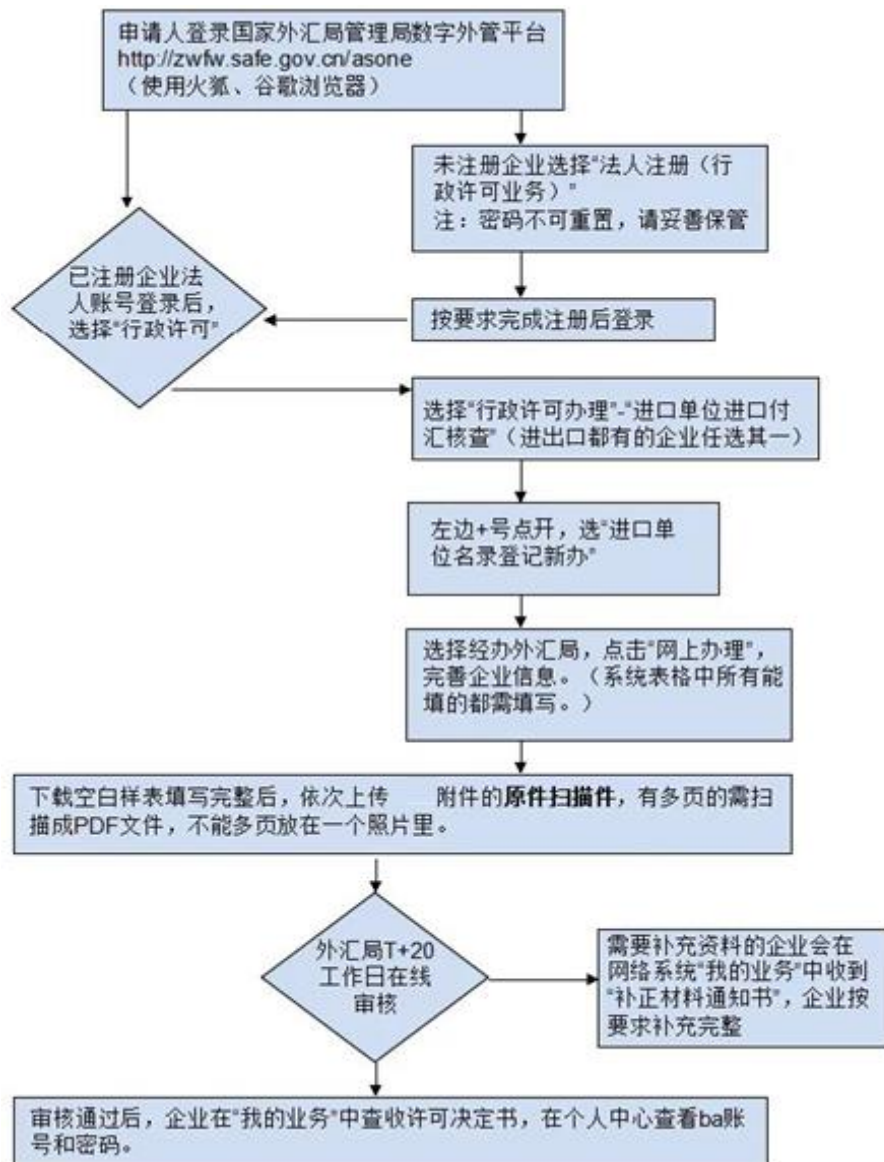 申请人登录国家外汇局管理局数字外管平台
http://zwfw.safe.gov.cn/asone
（使用火狐、谷歌浏览器）
未注册企业选择“法人注册（行
政许可业务）”
注：密码不可重置，请妥善保管
已注册企业法
人账号登录后，
选择“行政许可”
按要求完成注册后登录
选择“行政许可办理”-“进口单位进口付
汇核查”（进出口都有的企业任选其一）
左边+号点开，选“进口单
位名录登记新办”
选择经办外汇局，点击“网上办理”，
完善企业信息。（系统表格中所有能
填的都需填写。）
下载空白样表填写完整后，依次上传 附件的原件扫描件，有多页的需扫
描成PDF文件，不能多页放在一个照片里。
外汇局T+20
工作日在线
审核
需要补充资料的企业会在
网络系统“我的业务”中收到
“补正材料通知书”，企业按
要求补充完整
审核通过后，企业在“我的业务”中查收许可决定书，在个人中心查看ba账
号和密码。